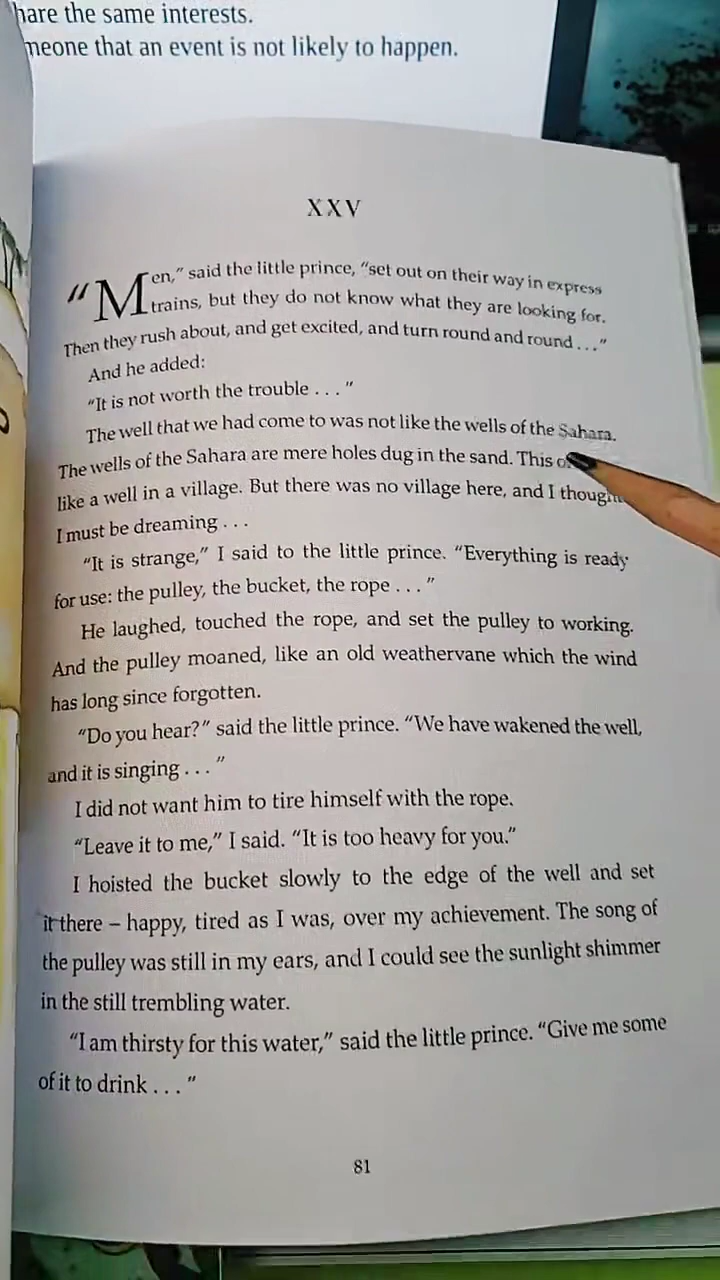 hare the same interests.
meone that an event is not likely to happen.
XXV
"Men," said the little prince, "set out on their way in express
trains, but they do not know what they are looking for.
Then they rush about, and get excited, and turn round and round . . ."
And he added:
"It is not worth the trouble . . . "
The well that we had come to was not like the wells of the Sahara.
The wells of the Sahara are mere holes dug in the sand. This
like a well in a village. But there was no village here, and I though
I must be dreaming . . .
"It is strange," I said to the little prince. "Everything is ready
for use: the pulley, the bucket, the rope . . . "
He laughed, touched the rope, and set the pulley to working.
And the pulley moaned, like an old weathervane which the wind
has long since forgotten.
"Do you hear?" said the little prince. "We have wakened the well,
and it is singing . . . "
I did not want him to tire himself with the rope.
"Leave it to me," I said. "It is too heavy for you."
I hoisted the bucket slowly to the edge of the well and set
it there – happy, tired as I was, over my achievement. The song of
the pulley was still in my ears, and I could see the sunlight shimmer
in the still trembling water.
"I am thirsty for this water," said the little prince. "Give me some
of it to drink . . . "
81